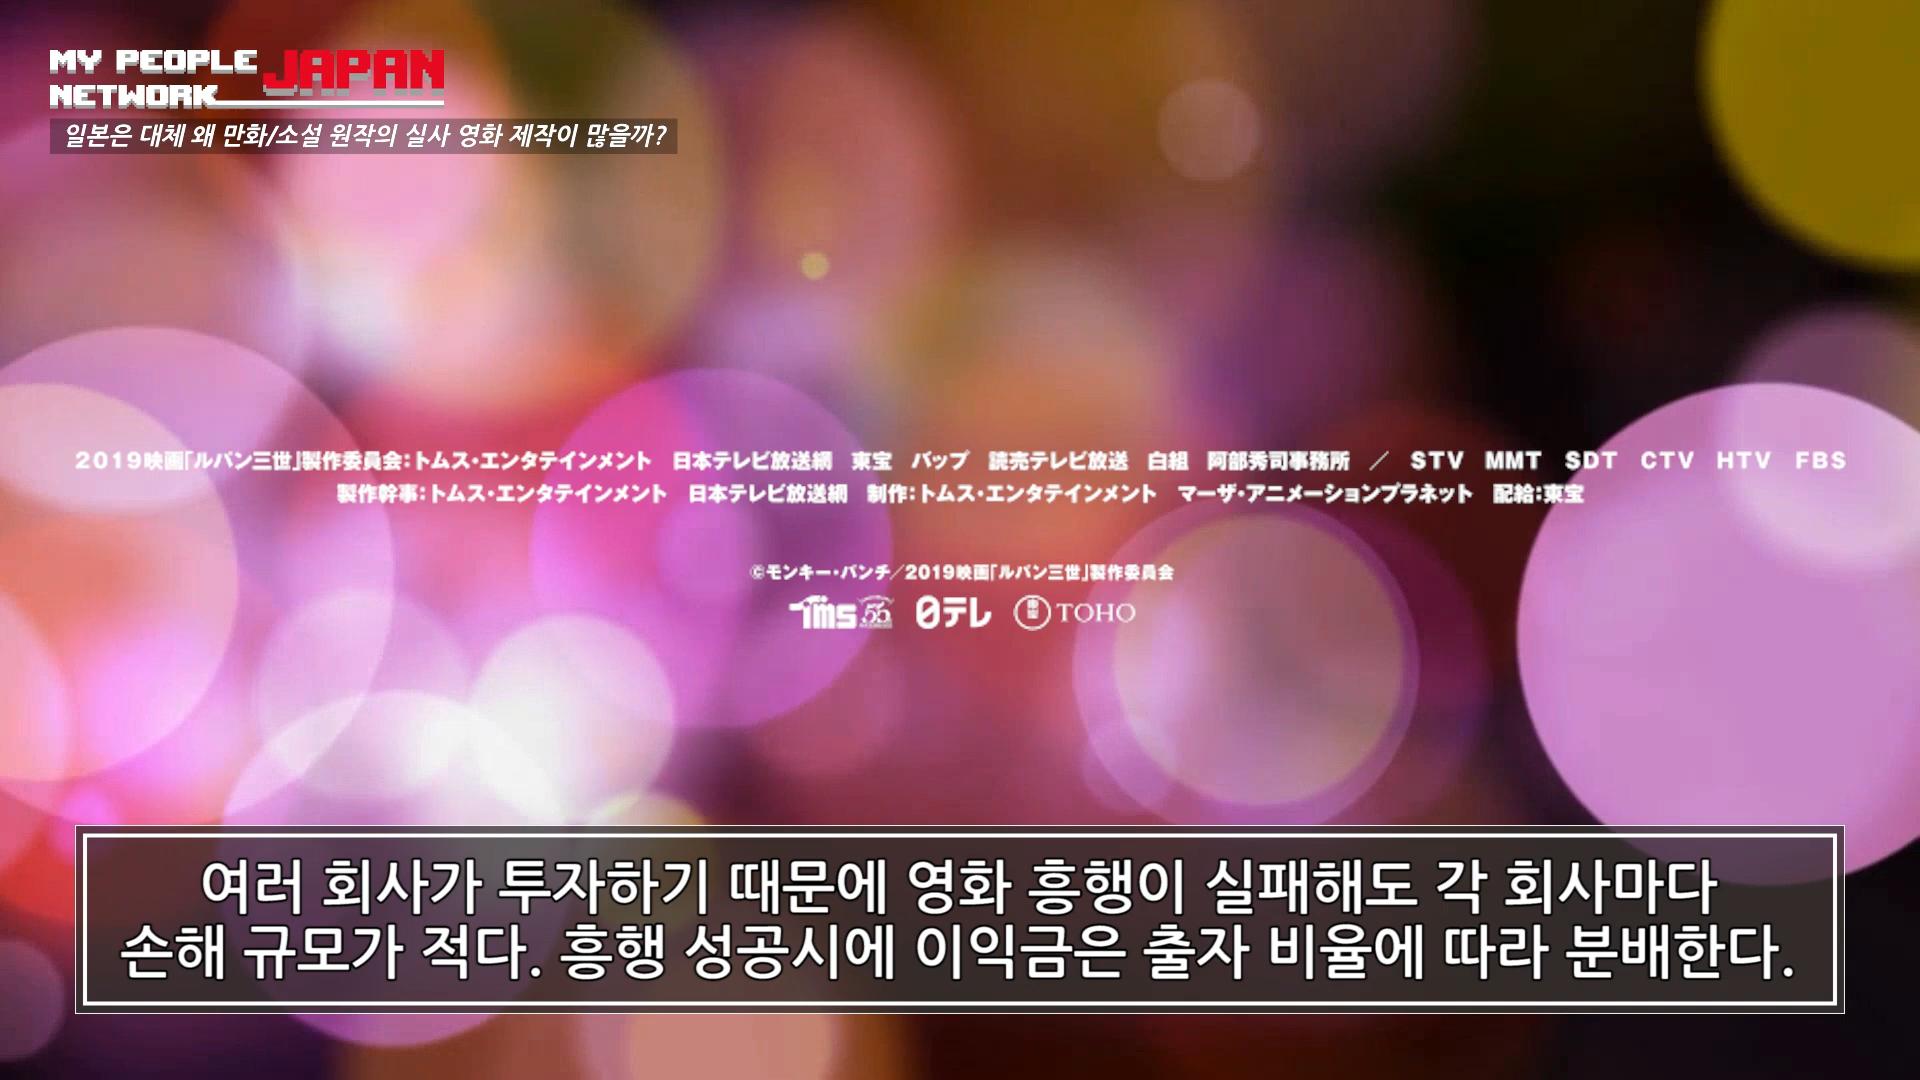 MY PEOPLE JAPAN
NETWORK
일본은 대체 왜 만화/소설 원작의 실사 영화 제작이 많을까?
2019映画「ルパン三世」製作委員会:トムス・エンタテインメント 日本テレビ放送網 東宝 バップ 読売テレビ放送 白組 阿部秀司事務所 / STV MMT SDT CTV HTV FBS
製作幹事:トムス・エンタテインメント 日本テレビ放送網 制作:トムス・エンタテインメント マーザ・アニメーションプラネット 配給:東宝
©モンキー・パンチ/2019映画「ルパン三世」製作委員会
TMS 55 日テレ 東宝 TOHO
여러 회사가 투자하기 때문에 영화 흥행이 실패해도 각 회사마다
손해 규모가 적다. 흥행 성공시에 이익금은 출자 비율에 따라 분배한다.